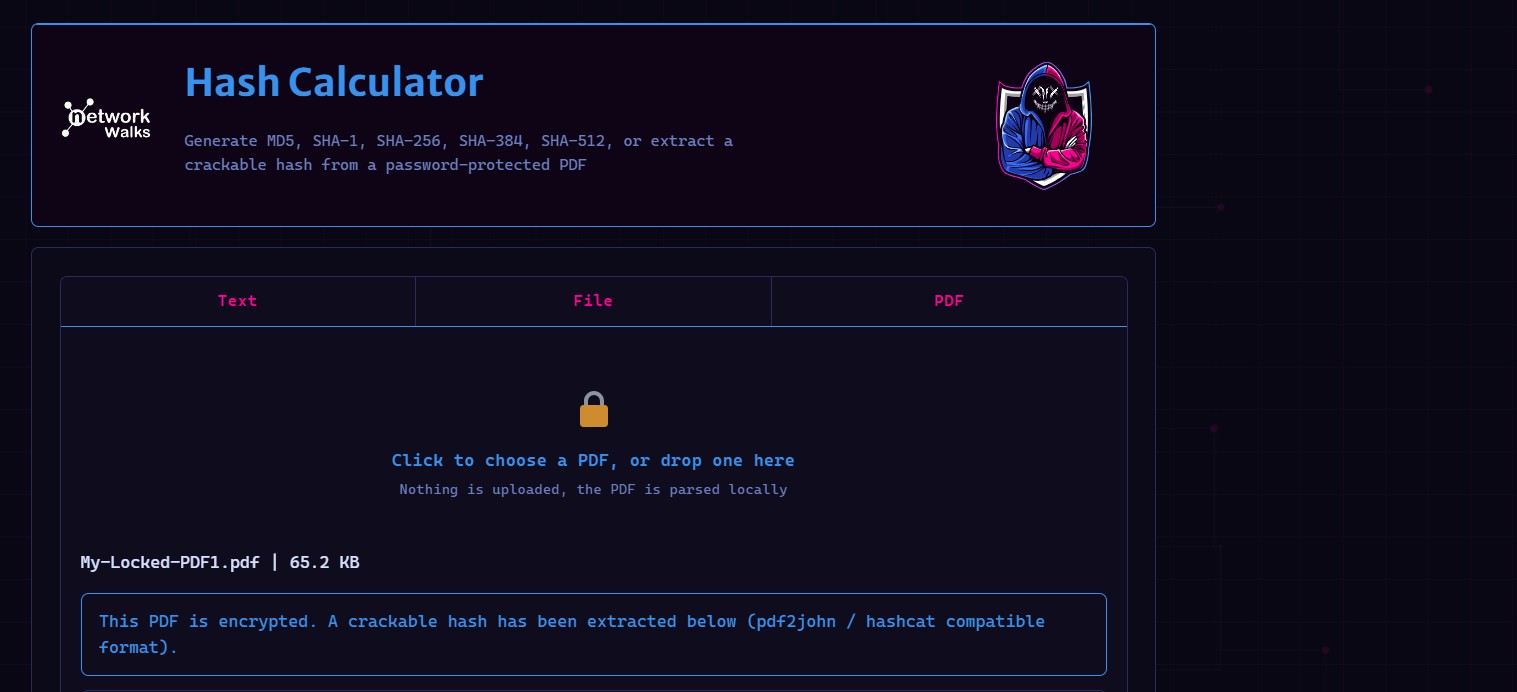 network
Walks
Hash Calculator
Generate MD5, SHA-1, SHA-256, SHA-384, SHA-512, or extract a
crackable hash from a password-protected PDF
Text
File
PDF
Click to choose a PDF, or drop one here
Nothing is uploaded, the PDF is parsed locally
My-Locked-PDF1.pdf | 65.2 KB
This PDF is encrypted. A crackable hash has been extracted below (pdf2john / hashcat compatible
format).